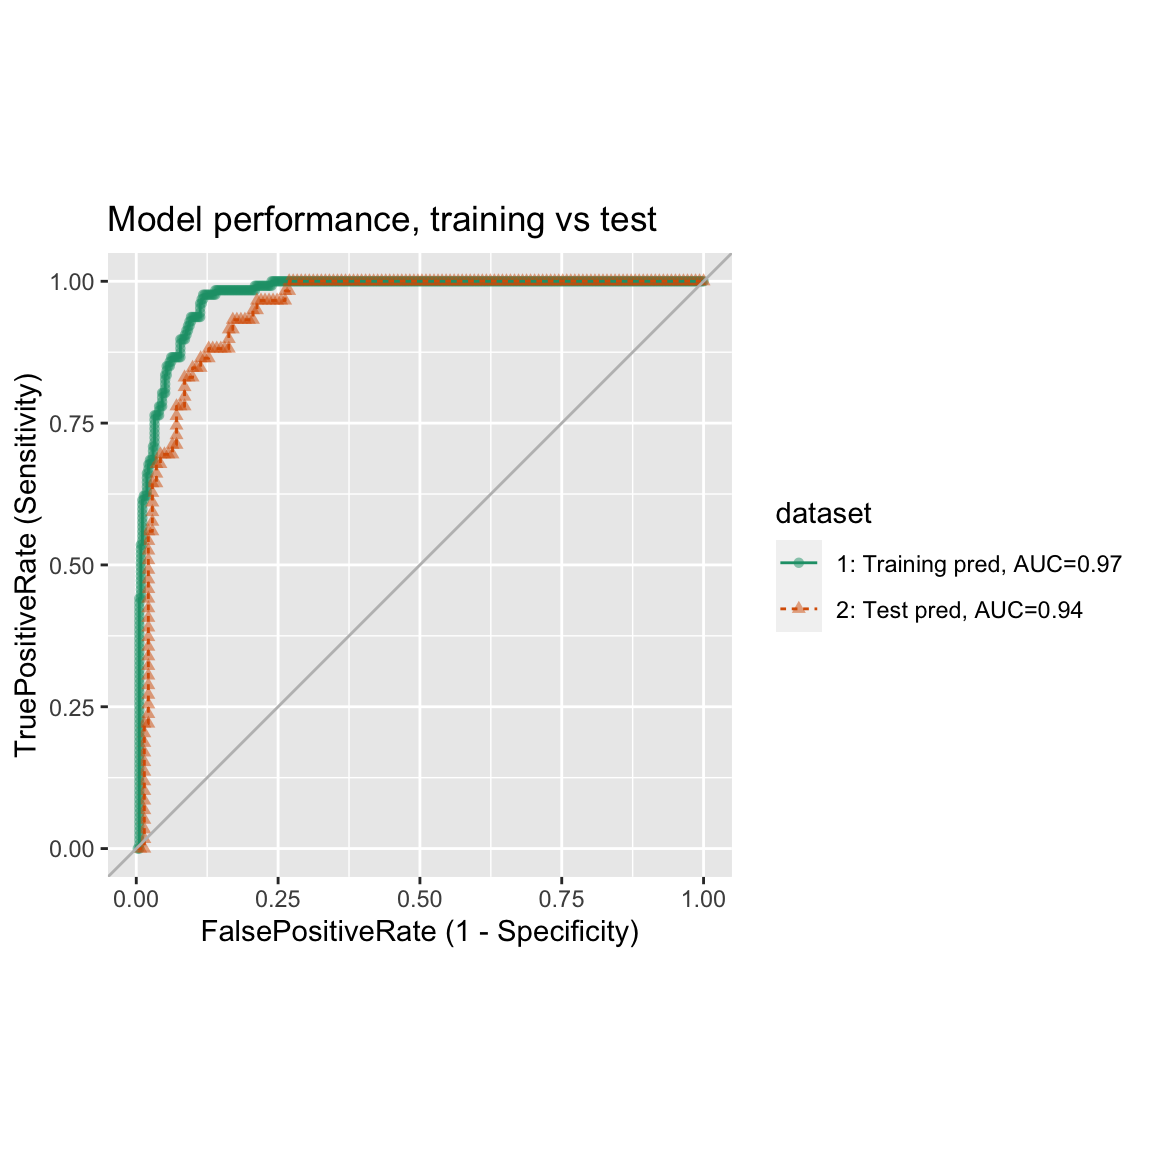 Model performance, training vs test
1.00
0.75
0.50
0.25
0.00
TruePositiveRate (Sensitivity)
0.00 0.25 0.50 0.75 1.00
FalsePositiveRate (1 - Specificity)
dataset
1: Training pred, AUC=0.97
2: Test pred, AUC=0.94